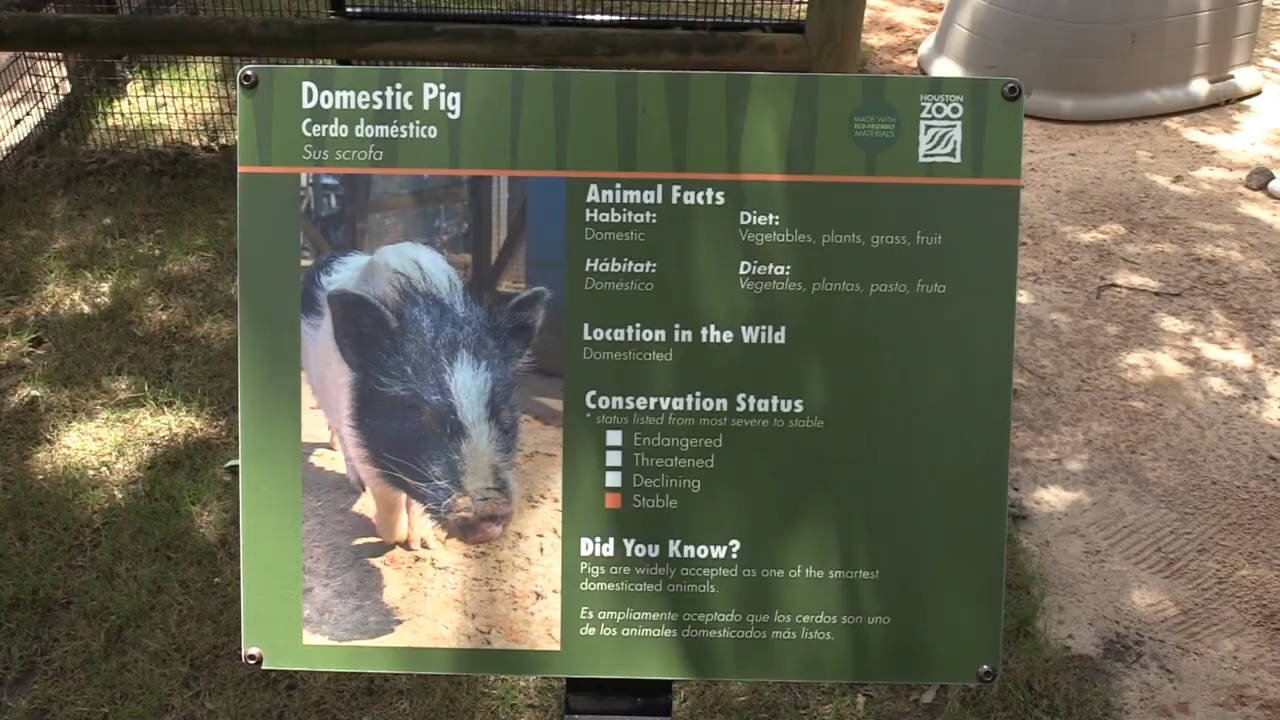 Domestic Pig
Cerdo doméstico
Sus scrofa
MADE WITH
ECO-FRIENDLY
MATERIALS
HOUSTON
ZOO
Animal Facts
Habitat:
Domestic
Diet:
Vegetables, plants, grass, fruit
Hábitat:
Doméstico
Dieta:
Vegetales, plantas, pasto, fruta
Location in the Wild
Domesticated
Conservation Status
* status listed from most severe to stable
Endangered
Threatened
Declining
Stable
Did You Know?
Pigs are widely accepted as one of the smartest
domesticated animals.
Es ampliamente aceptado que los cerdos son uno
de los animales domesticados más listos.